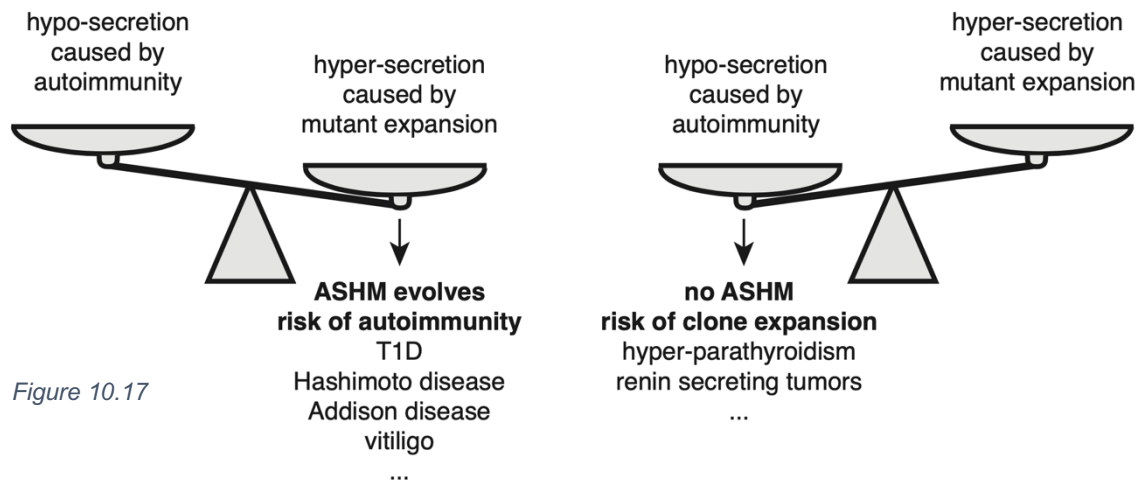 hypo-secretion
caused by
autoimmunity
hyper-secretion
caused by
mutant expansion
ASHM evolves
risk of autoimmunity
T1D
Hashimoto disease
Addison disease
vitiligo
...
hypo-secretion
caused by
autoimmunity
hyper-secretion
caused by
mutant expansion
no ASHM
risk of clone expansion
hyper-parathyroidism
renin secreting tumors
...
Figure 10.17